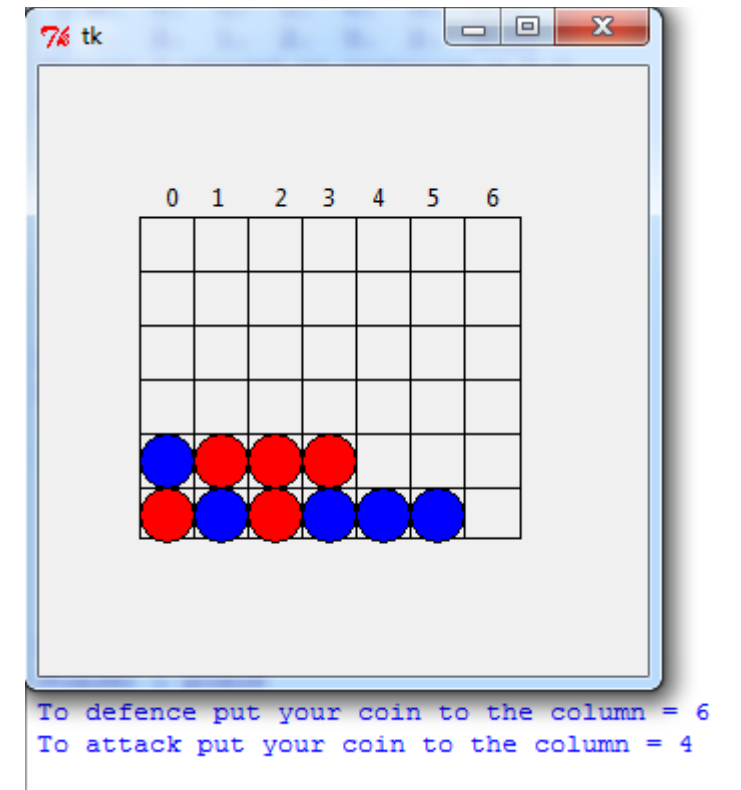 tk
0 1 2 3 4 5 6
To defence put your coin to the column = 6
To attack put your coin to the column = 4